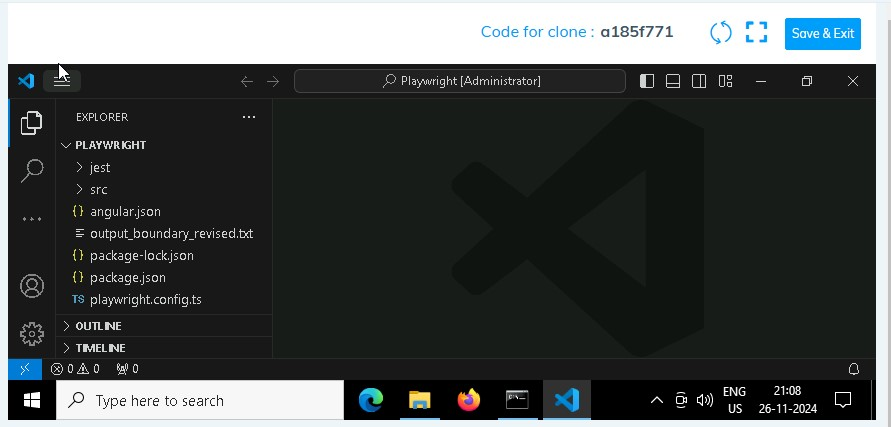 Code for clone : a185f771
Save & Exit
Playwright [Administrator]
EXPLORER
PLAYWRIGHT
jest
src
{} angular.json
output_boundary_revised.txt
{} package-lock.json
{} package.json
TS playwright.config.ts
OUTLINE
TIMELINE
0 0 0
Type here to search
ENG
US
21:08
26-11-2024